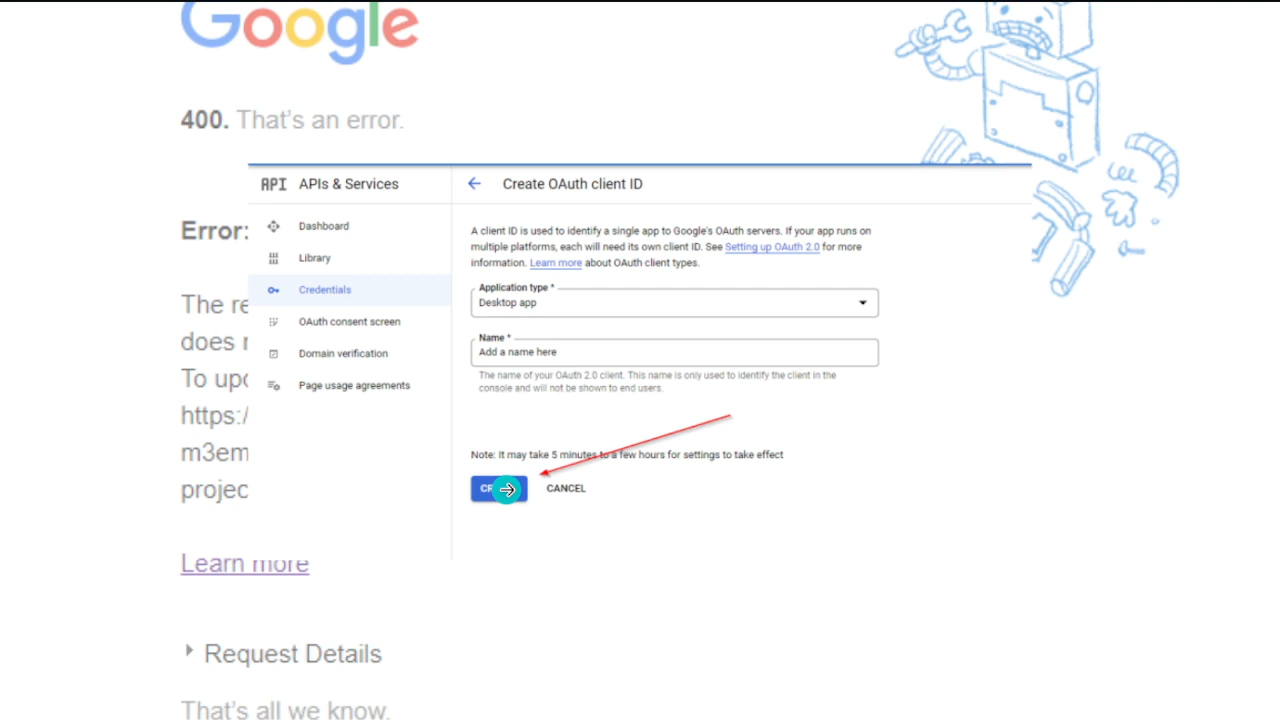 Google
400. That's an error.
API APIs & Services
Create OAuth client ID
Error:
Dashboard
Library
Credentials
OAuth consent screen
Domain verification
Page usage agreements
A client ID is used to identify a single app to Google's OAuth servers. If your app runs on
multiple platforms, each will need its own client ID. See Setting up OAuth 2.0 for more
information. Learn more about OAuth client types.
Application type *
Desktop app
Name *
Add a name here
The name of your OAuth 2.0 client. This name is only used to identify the client in the
console and will not be shown to end users.
Note: It may take 5 minutes to a few hours for settings to take effect
CANCEL
The
does
To
https:/
m3em
projec
Learn more
Request Details
That's all we know.